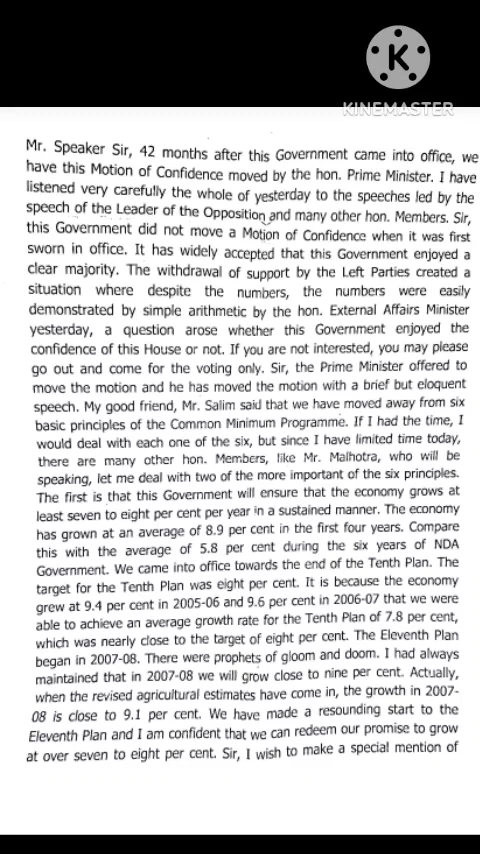 K
KINEMASTER
Mr. Speaker Sir, 42 months after this Government came into office, we
have this Motion of Confidence moved by the hon. Prime Minister. I have
listened very carefully the whole of yesterday to the speeches led by the
speech of the Leader of the Opposition and many other hon. Members. Sir,
this Government did not move a Motion of Confidence when it was first
sworn in office. It has widely accepted that this Government enjoyed a
clear majority. The withdrawal of support by the Left Parties created a
situation where despite the numbers, the numbers were easily
demonstrated by simple arithmetic by the hon. External Affairs Minister
yesterday, a question arose whether this Government enjoyed the
confidence of this House or not. If you are not interested, you may please
go out and come for the voting only. Sir, the Prime Minister offered to
move the motion and he has moved the motion with a brief but eloquent
speech. My good friend, Mr. Salim said that we have moved away from six
basic principles of the Common Minimum Programme. If I had the time, I
would deal with each one of the six, but since I have limited time today,
there are many other hon. Members, like Mr. Malhotra, who will be
speaking, let me deal with two of the more important of the six principles.
The first is that this Government will ensure that the economy grows at
least seven to eight per cent per year in a sustained manner. The economy
has grown at an average of 8.9 per cent in the first four years. Compare
this with the average of 5.8 per cent during the six years of NDA
Government. We came into office towards the end of the Tenth Plan. The
target for the Tenth Plan was eight per cent. It is because the economy
grew at 9.4 per cent in 2005-06 and 9.6 per cent in 2006-07 that we were
able to achieve an average growth rate for the Tenth Plan of 7.8 per cent,
which was nearly close to the target of eight per cent. The Eleventh Plan
began in 2007-08. There were prophets of gloom and doom. I had always
maintained that in 2007-08 we will grow close to nine per cent. Actually,
when the revised agricultural estimates have come in, the growth in 2007-
08 is close to 9.1 per cent. We have made a resounding start to the
Eleventh Plan and I am confident that we can redeem our promise to grow
at over seven to eight per cent. Sir, I wish to make a special mention of